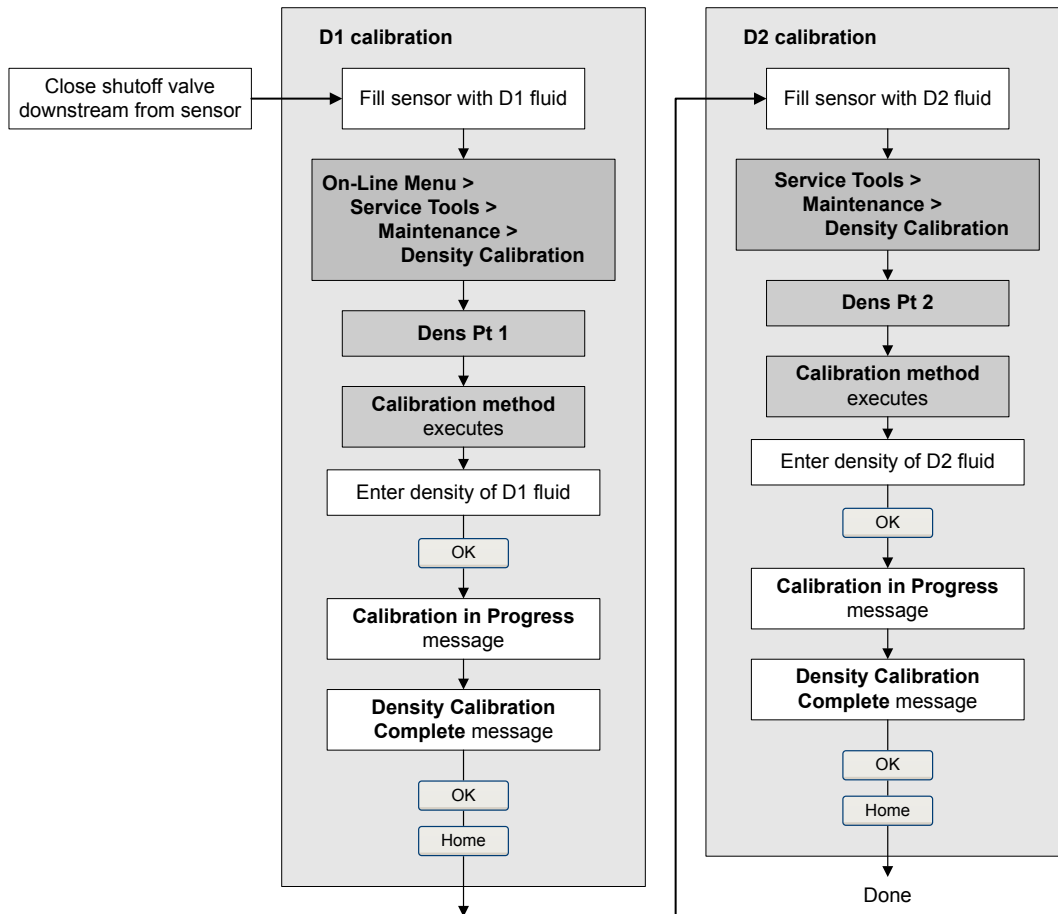 Close shutoff valve
downstream from sensor
D1 calibration
Fill sensor with D1 fluid
On-Line Menu >
Service Tools >
Maintenance >
Density Calibration
Dens Pt 1
Calibration method
executes
Enter density of D1 fluid
OK
Calibration in Progress
message
Density Calibration
Complete message
OK
Home
D2 calibration
Fill sensor with D2 fluid
Service Tools >
Maintenance >
Density Calibration
Dens Pt 2
Calibration method
executes
Enter density of D2 fluid
OK
Calibration in Progress
message
Density Calibration
Complete message
OK
Home
Done